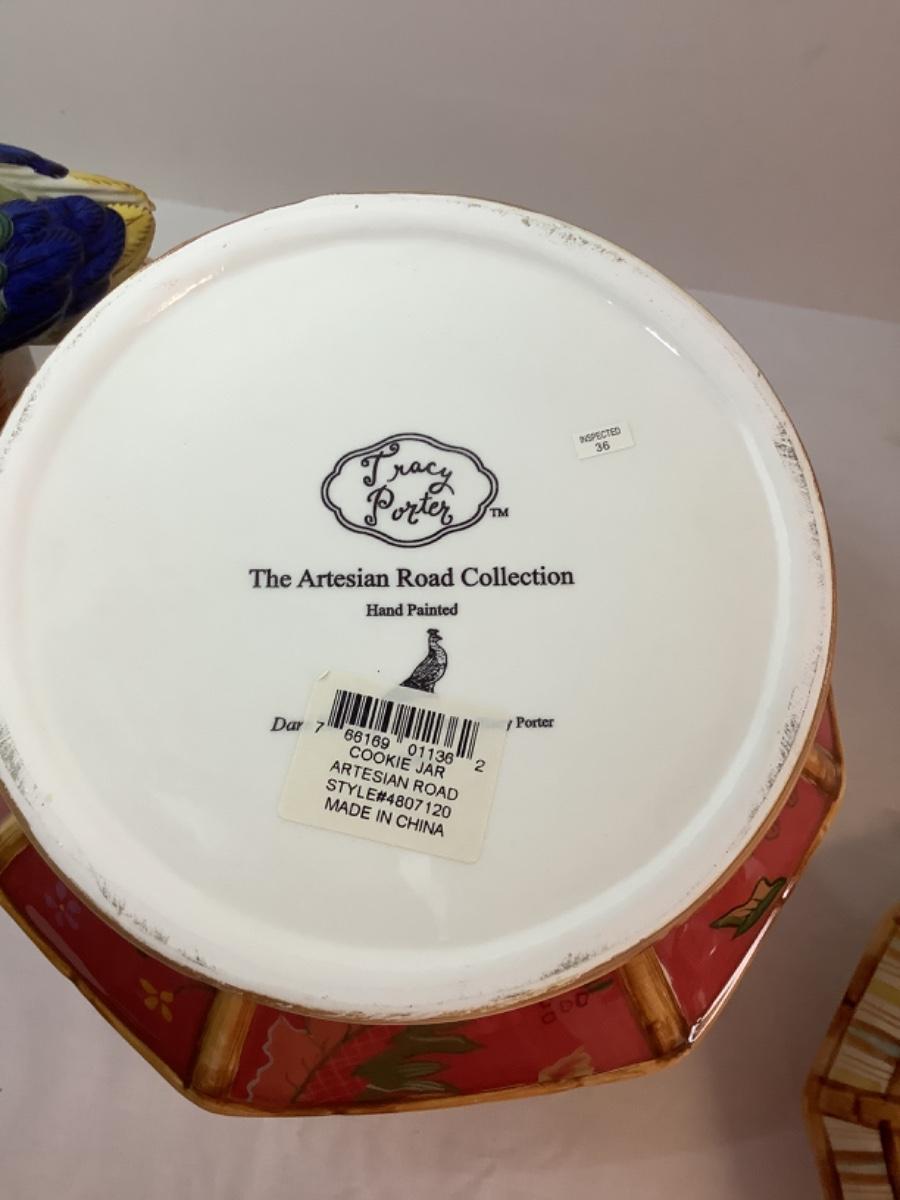 INSPECTED
36
Tracy
Porter
TM
The Artesian Road Collection
Hand Painted
Porter
7 66169 01136 2
COOKIE JAR
ARTESIAN ROAD
STYLE#4807120
MADE IN CHINA